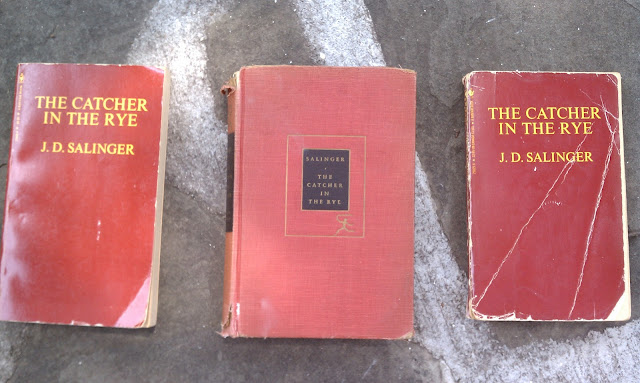 THE CATCHER
IN THE RYE
J. D. SALINGER
SALINGER
THE
CATCHER
IN
THE RYE
THE CATCHER
IN THE RYE
J. D. SALINGER